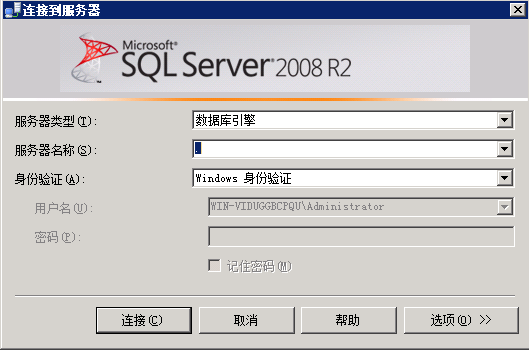 连接到服务器
Microsoft®
SQL Server® 2008 R2
服务器类型(T): 数据库引擎
服务器名称(S): .
身份验证(A): Windows 身份验证
用户名(U): WIN-VIDUGGBCPQU\Administrator
密码(P):
记住密码(M)
连接(C) 取消 帮助 选项(O) >>